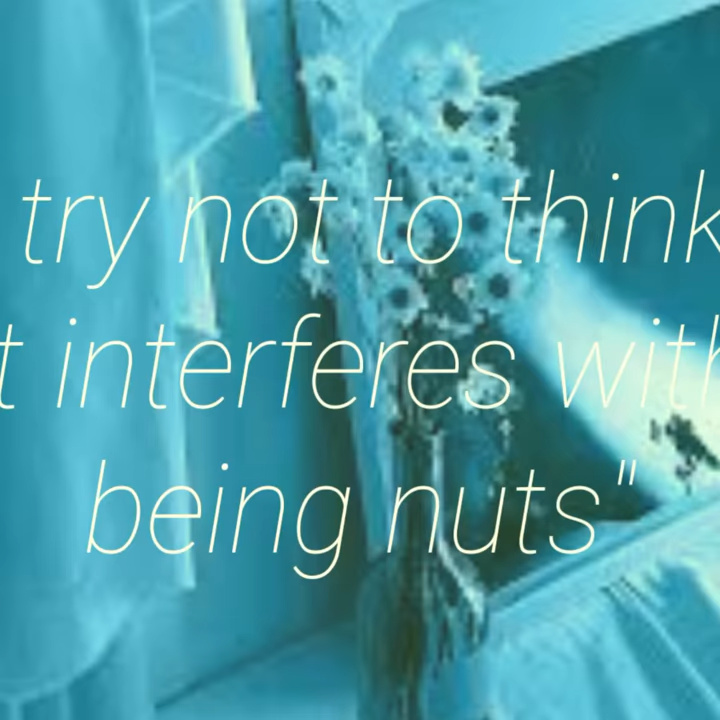 try not to think
t interferes with
being nuts"